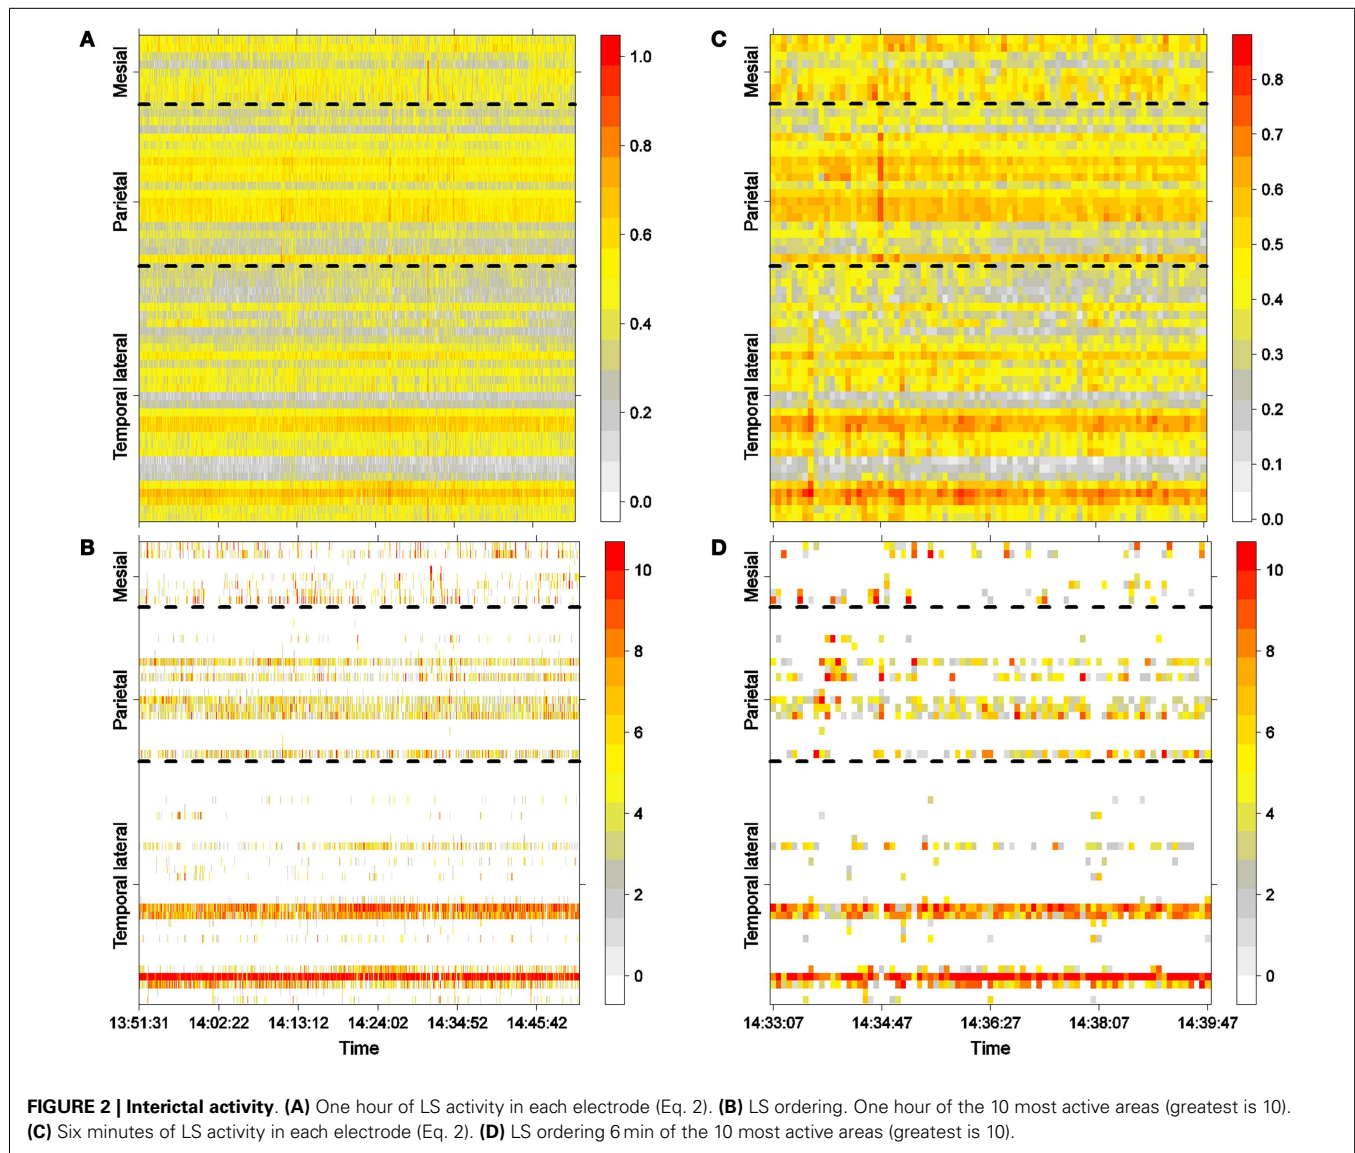 A
Mesial
Parietal
Temporal lateral
1.0
0.8
0.6
0.4
0.2
0.0
C
Mesial
Parietal
Temporal lateral
0.8
0.7
0.6
0.5
0.4
0.3
0.2
0.1
0.0
B
Mesial
Parietal
Temporal lateral
10
8
6
4
2
0
13:51:31 14:02:22 14:13:12 14:24:02 14:34:52 14:45:42
Time
D
Mesial
Parietal
Temporal lateral
10
8
6
4
2
0
14:33:07 14:34:47 14:36:27 14:38:07 14:39:47
Time
FIGURE 2 | Interictal activity. (A) One hour of LS activity in each electrode (Eq. 2). (B) LS ordering. One hour of the 10 most active areas (greatest is 10).
(C) Six minutes of LS activity in each electrode (Eq. 2). (D) LS ordering 6 min of the 10 most active areas (greatest is 10).